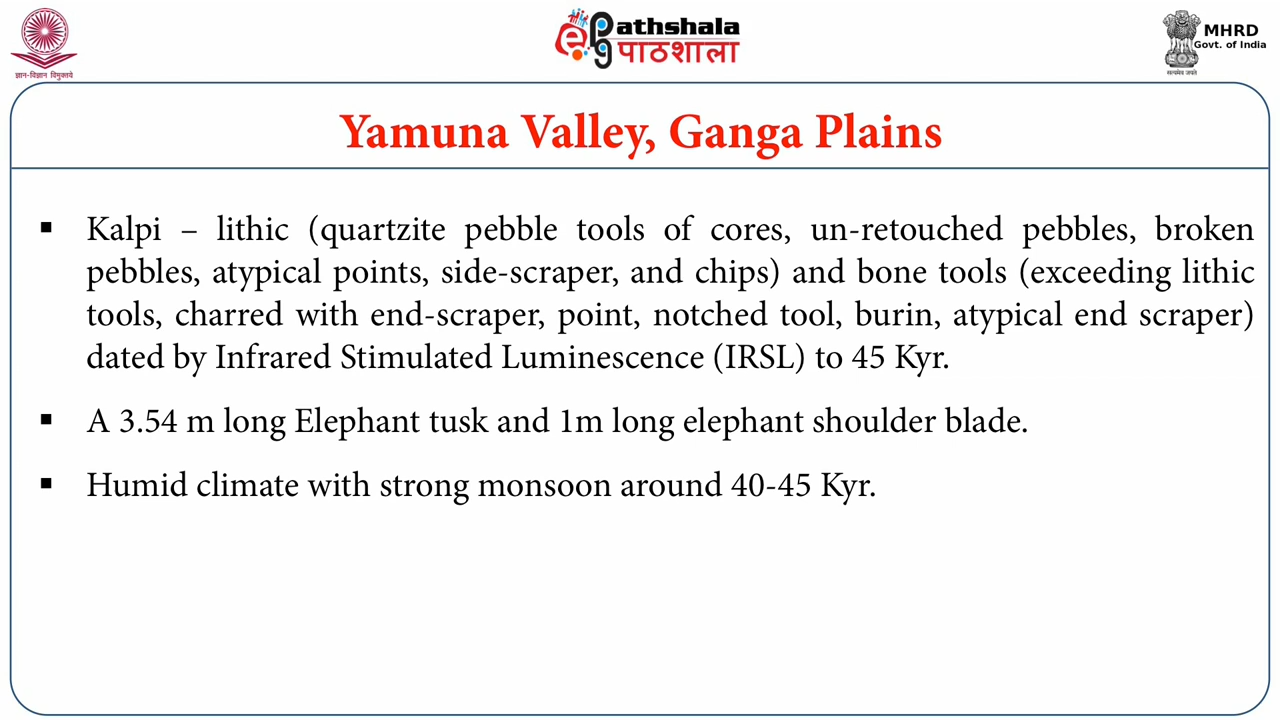 ज्ञान-विज्ञान विमुक्तये
ePg Pathshala
पाठशाला
MHRD
Govt. of India
सत्यमेव जयते
Yamuna Valley, Ganga Plains
▪ Kalpi – lithic (quartzite pebble tools of cores, un-retouched pebbles, broken
pebbles, atypical points, side-scraper, and chips) and bone tools (exceeding lithic
tools, charred with end-scraper, point, notched tool, burin, atypical end scraper)
dated by Infrared Stimulated Luminescence (IRSL) to 45 Kyr.
▪ A 3.54 m long Elephant tusk and 1m long elephant shoulder blade.
▪ Humid climate with strong monsoon around 40-45 Kyr.